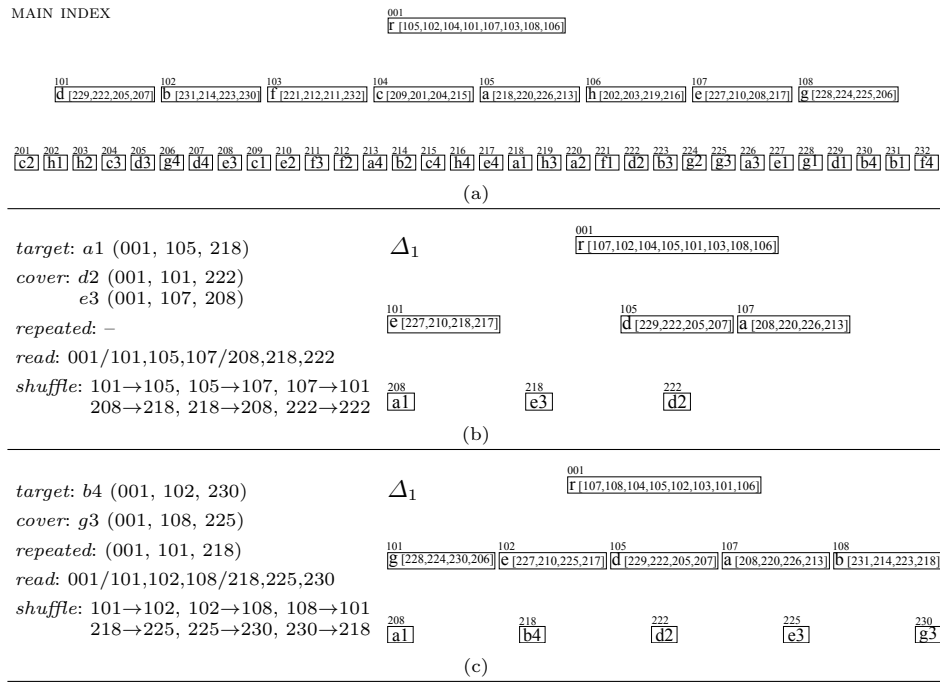 MAIN INDEX
001
r [105,102,104,101,107,103,108,106]
101 102 103 104 105 106 107 108
d [229,222,205,207] b [231,214,223,230] f [221,212,211,232] c [209,201,204,215] a [218,220,226,213] h [202,203,219,216] e [227,210,208,217] g [228,224,225,206]
201 202 203 204 205 206 207 208 209 210 211 212 213 214 215 216 217 218 219 220 221 222 223 224 225 226 227 228 229 230 231 232
c2 h1 h2 c3 d3 g4 d4 e3 c1 e2 f3 f2 a4 b2 c4 h4 e4 a1 h3 a2 f1 d2 b3 g2 g3 a3 e1 g1 d1 b4 b1 f4
(a)
target: a1 (001, 105, 218)
cover: d2 (001, 101, 222)
e3 (001, 107, 208)
repeated: –
read: 001/101,105,107/208,218,222
shuffle: 101→105, 105→107, 107→101
208→218, 218→208, 222→222
Δ1
001
r [107,102,104,105,101,103,108,106]
101 105 107
e [227,210,218,217] d [229,222,205,207] a [208,220,226,213]
208 218 222
a1 e3 d2
(b)
target: b4 (001, 102, 230)
cover: g3 (001, 108, 225)
repeated: (001, 101, 218)
read: 001/101,102,108/218,225,230
shuffle: 101→102, 102→108, 108→101
218→225, 225→230, 230→218
Δ1
001
r [107,108,104,105,102,103,101,106]
101 102 105 107 108
g [228,224,230,206] e [227,210,225,217] d [229,222,205,207] a [208,220,226,213] b [231,214,223,218]
208 218 222 225 230
a1 b4 d2 e3 g3
(c)